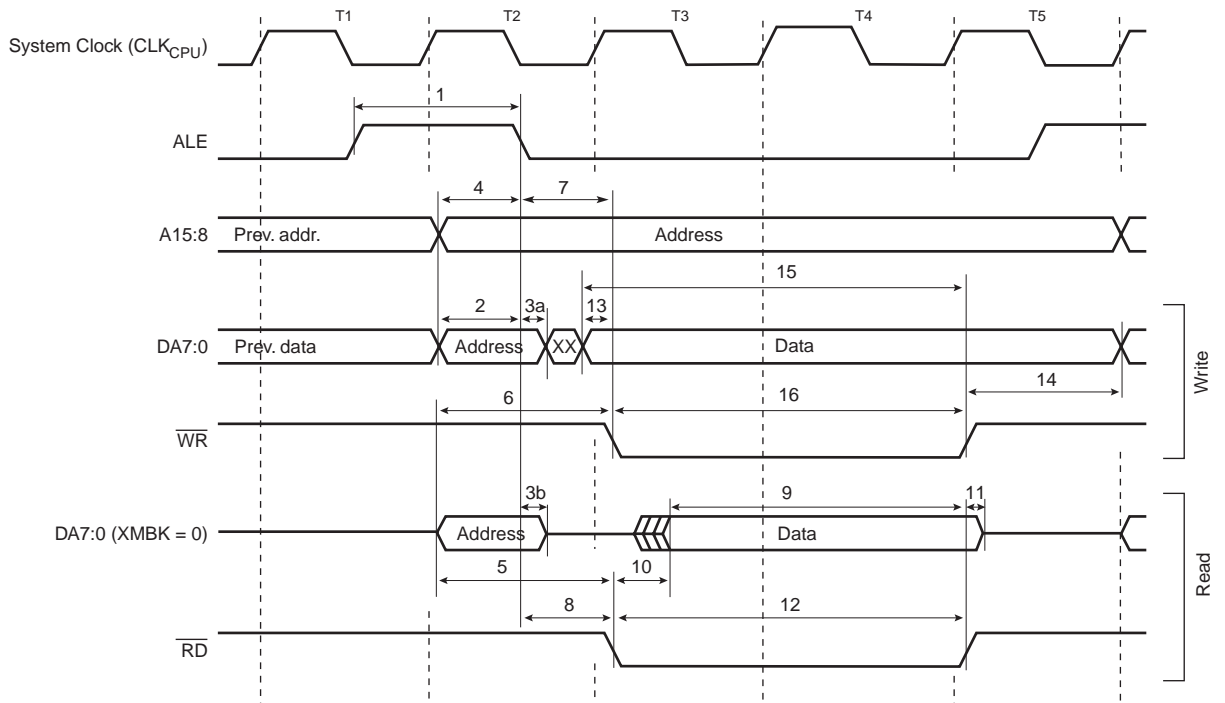 T1 T2 T3 T4 T5
System Clock (CLKCPU)
1
ALE
4 7
A15:8 Prev. addr. Address
15
2 3a 13
DA7:0 Prev. data Address XX Data
14
6 16
WR
Write
3b 9 11
DA7:0 (XMBK = 0) Address Data
5 10
8 12
RD
Read